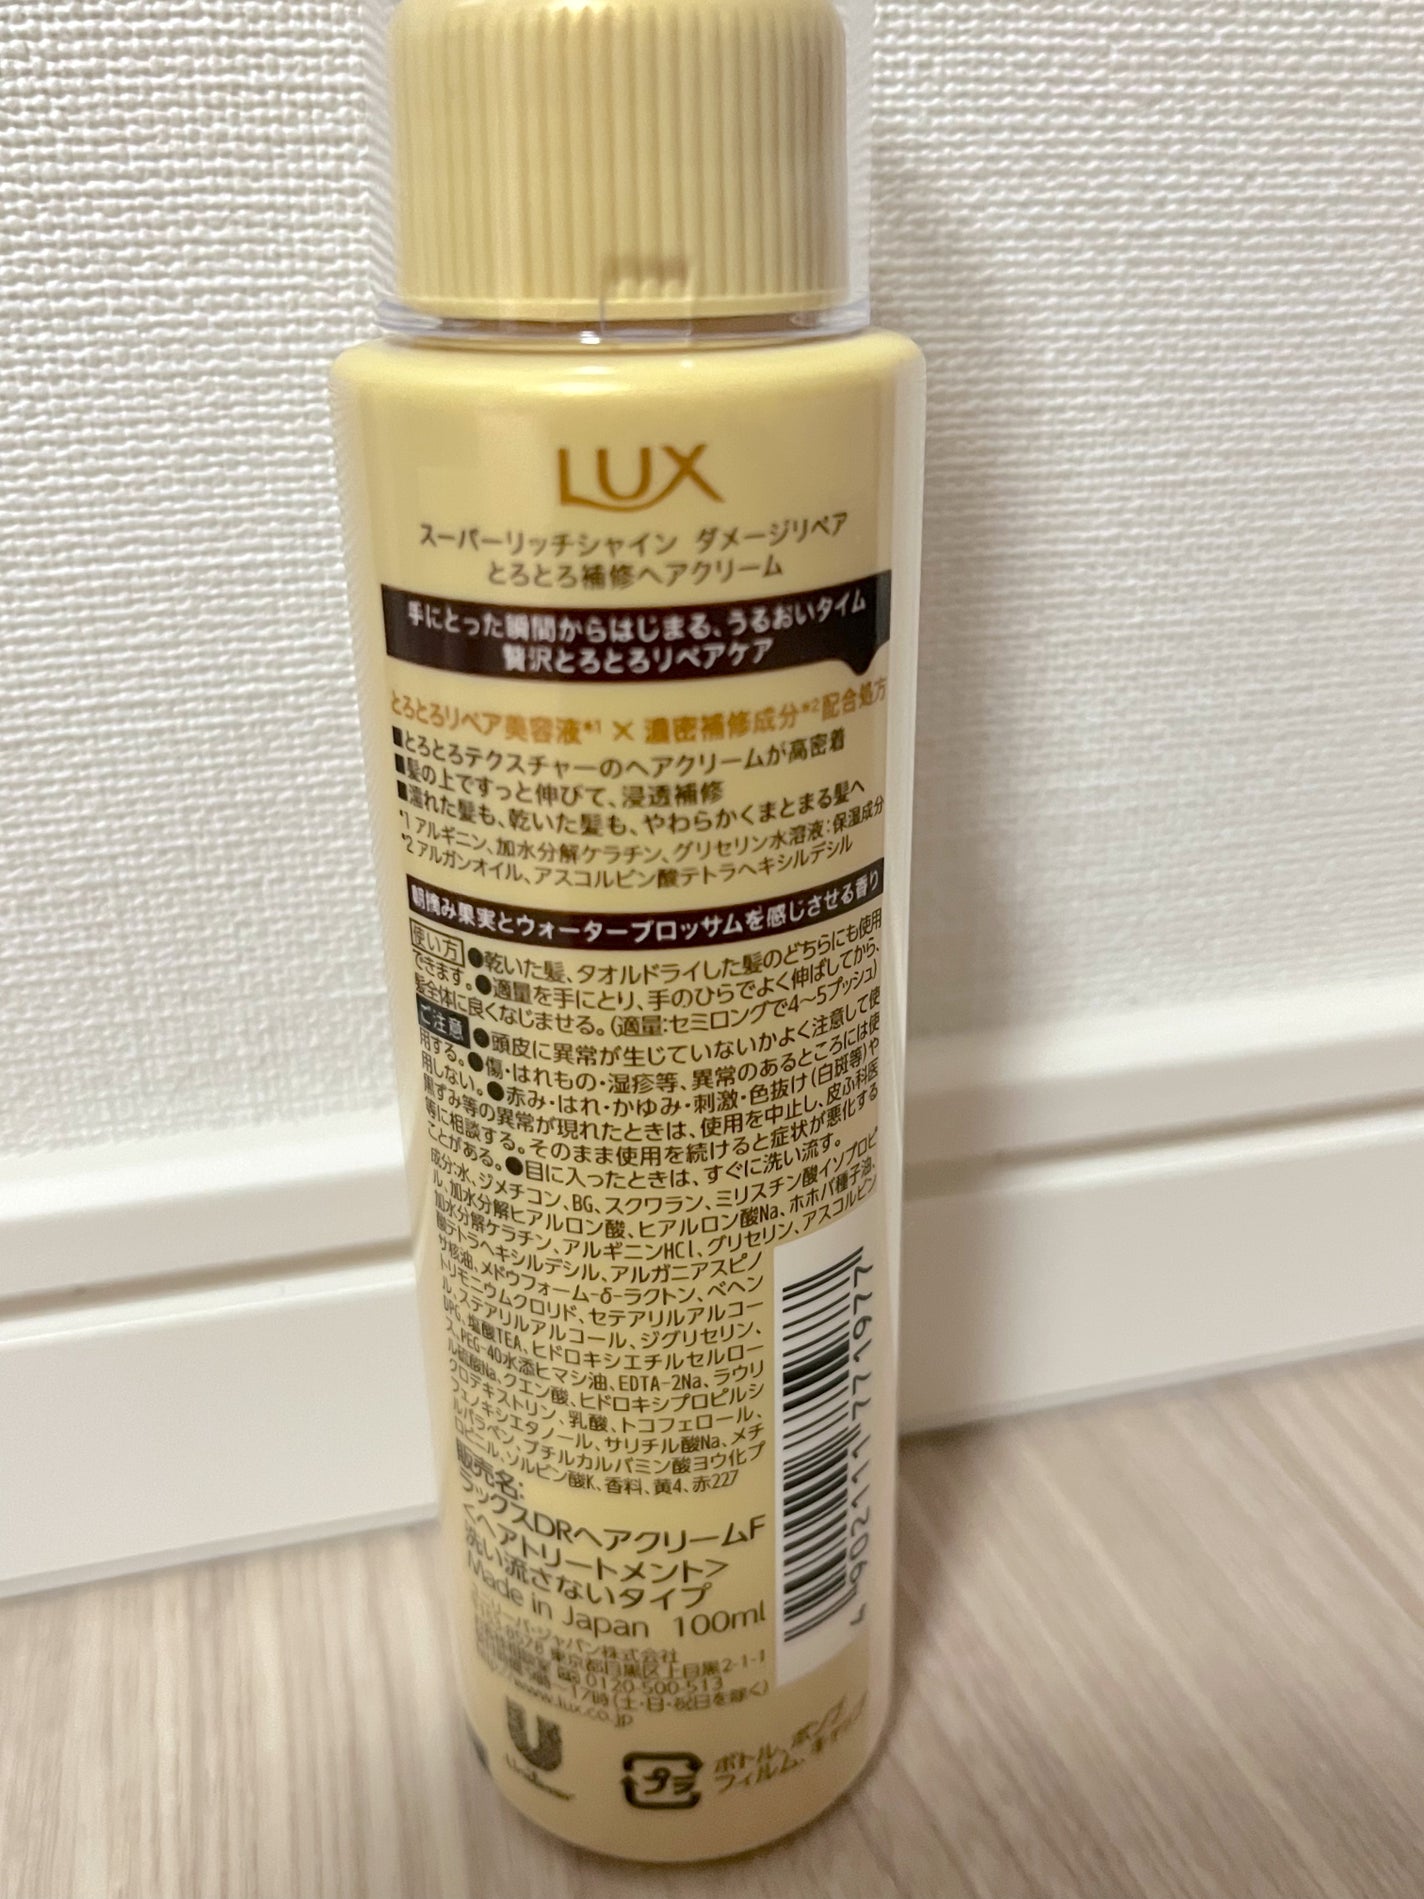 LUX
スーパーリッチシャイン ダメージリペア
とろとろ補修ヘアクリーム
手にとった瞬間からはじまる、うるおいタイム
贅沢とろとろリペアケア
とろとろリペア美容液*1 × 濃密補修成分*2配合処方
■とろとろテクスチャーのヘアクリームが高密着
■髪の上ですっと伸びて、浸透補修
■濡れた髪も、乾いた髪も、やわらかくまとまる髪へ
*1 アルギニン、加水分解ケラチン、グリセリン水溶液：保湿成分
*2 アルガンオイル、アスコルビン酸テトラヘキシルデシル
朝摘み果実とウォーターブロッサムを感じさせる香り
使い方 ●乾いた髪、タオルドライした髪のどちらにも使用
できます。●適量を手にとり、手のひらでよく伸ばしてから、
髪全体に良くなじませる。(適量:セミロングで4～5プッシュ)
ご注意 ●頭皮に異常が生じていないかよく注意して使
用する。●傷・はれもの・湿疹等、異常のあるところには使
用しない。●赤み・はれ・かゆみ・刺激・色抜け(白斑等)や
黒ずみ等の異常が現れたときは、使用を中止し、皮ふ科医
等に相談する。そのまま使用を続けると症状が悪化する
ことがある。●目に入ったときは、すぐに洗い流す。
成分:水、ジメチコン、BG、スクワラン、ミリスチン酸イソプロピ
ル、加水分解ヒアルロン酸、ヒアルロン酸Na、ホホバ種子油、
加水分解ケラチン、アルギニンHCl、グリセリン、アスコルビン
酸テトラヘキシルデシル、アルガニアスピノ
サ核油、メドウフォーム-δ-ラクトン、ベヘン
トリモニウムクロリド、セテアリルアルコー
ル、ステアリルアルコール、ジグリセリン、
DPG、塩酸TEA、ヒドロキシエチルセルロー
ス、PEG-40水添ヒマシ油、EDTA-2Na、ラウリ
ル硫酸Na、クエン酸、ヒドロキシプロピルシ
クロデキストリン、乳酸、トコフェロール、
フェノキシエタノール、サリチル酸Na、メチ
ルパラベン、ブチルカルバミン酸ヨウ化プ
ロピニル、ソルビン酸K、香料、黄4、赤227
販売名:
ラックスDRヘアクリームF
<ヘアトリートメント>
洗い流さないタイプ
Made in Japan 100ml
ユニリーバ・ジャパン株式会社
8578 東京都目黒区上目黒2-1-1
0120-500-513
～17時(土・日・祝日を除く)
www.lux.co.jp
4 902111 771977
Unilever
プラ
ボトル、ポンプ
フィルム、キャップ